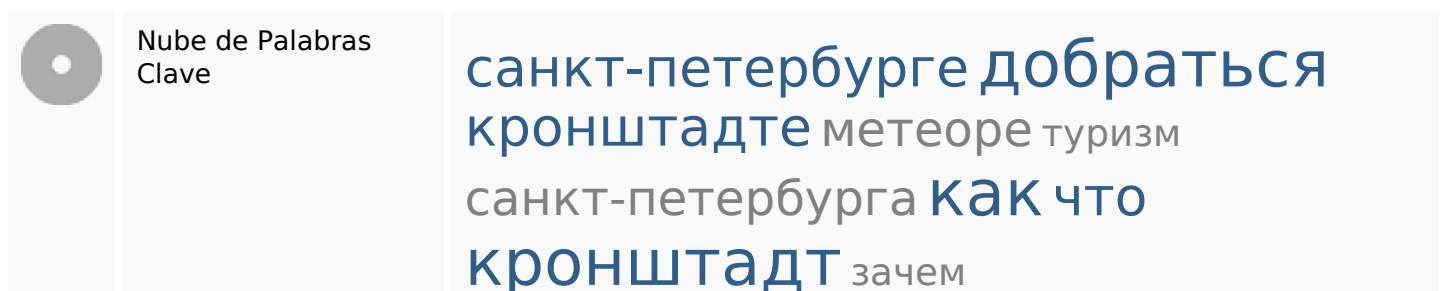 Nube de Palabras
Clave
санкт-петербурге добраться
кронштадте метеоре туризм
санкт-петербурга как что
кронштадт зачем